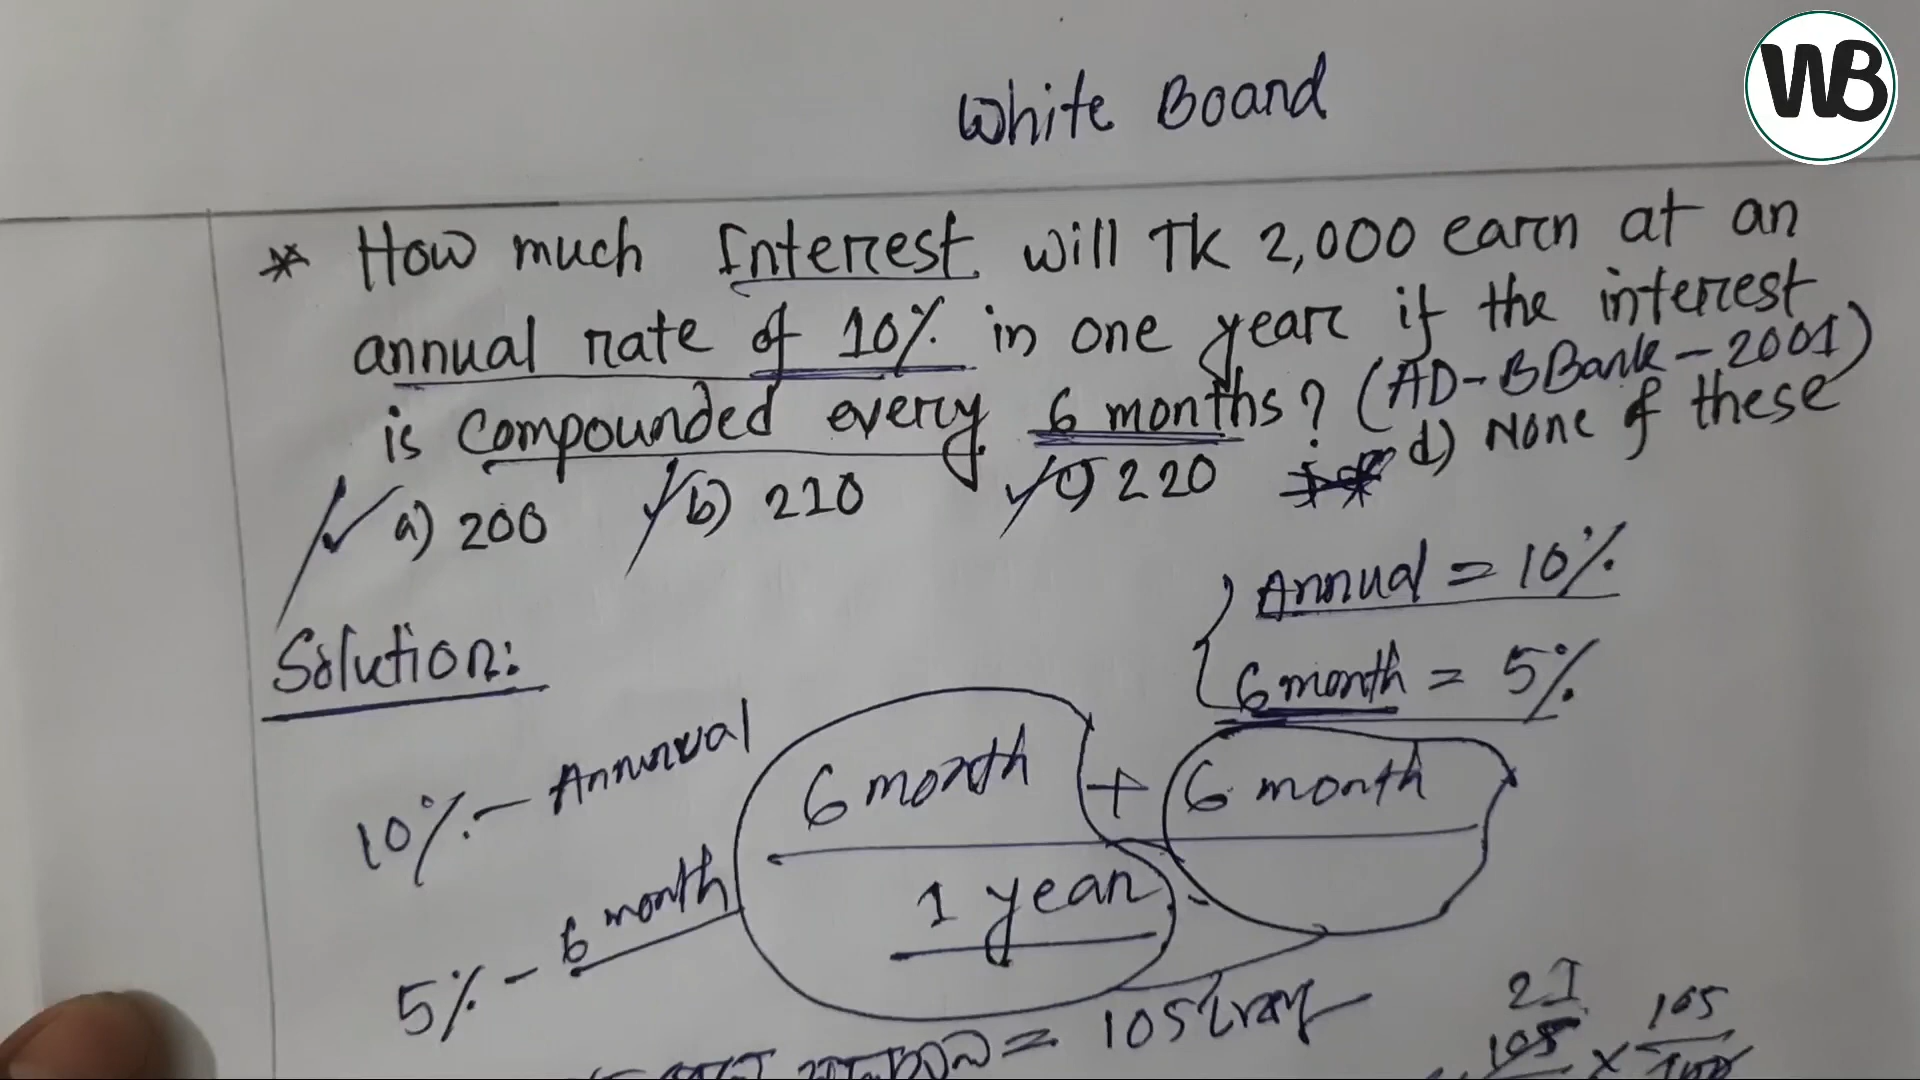 WB
White Board
* How much Interest will Tk 2,000 earn at an
annual rate of 10% in one year if the interest
is compounded every 6 months? (AD-BBank-2001)
a) 200 b) 210 c) 220 d) None of these
Solution:
Annual = 10%
6 month = 5%
10% - Annual
6 month + 6 month
1 year
5% - 6 month
= 105
21
105 × 105
100